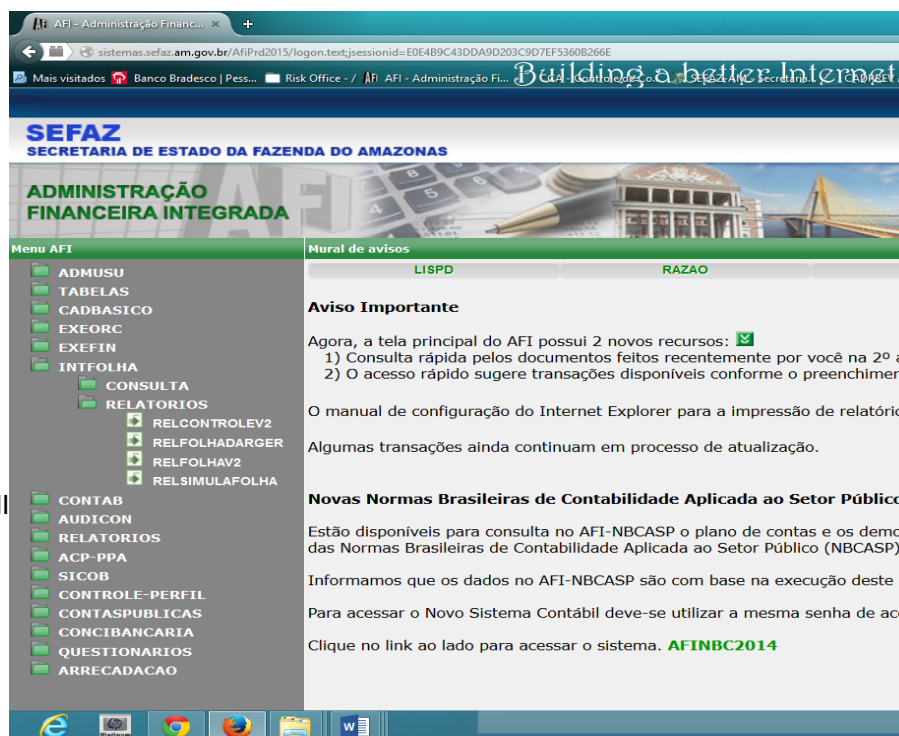 AFI - Administração Financ... × +
sistemas.sefaz.am.gov.br/AfiPrd2015/logon.text;jsessionid=E0E4B9C43DDA9D203C9D7EF5360B266E
Mais visitados Banco Bradesco | Pess... Risk Office - / AFI - Administração Fi...
Building a better Internet
SEFAZ
SECRETARIA DE ESTADO DA FAZENDA DO AMAZONAS
ADMINISTRAÇÃO
FINANCEIRA INTEGRADA
Menu AFI
ADMUSU
TABELAS
CADBASICO
EXEORC
EXEFIN
INTFOLHA
CONSULTA
RELATORIOS
RELCONTROLEV2
RELFOLHADARGER
RELFOLHAV2
RELSIMULAFOLHA
CONTAB
AUDICON
RELATORIOS
ACP-PPA
SICOB
CONTROLE-PERFIL
CONTASPUBLICAS
CONCIBANCARIA
QUESTIONARIOS
ARRECADACAO
Mural de avisos
LISPD RAZAO
Aviso Importante
Agora, a tela principal do AFI possui 2 novos recursos:
1) Consulta rápida pelos documentos feitos recentemente por você na 2º a
2) O acesso rápido sugere transações disponíveis conforme o preenchimer
O manual de configuração do Internet Explorer para a impressão de relatóric
Algumas transações ainda continuam em processo de atualização.
Novas Normas Brasileiras de Contabilidade Aplicada ao Setor Público
Estão disponíveis para consulta no AFI-NBCASP o plano de contas e os demo
das Normas Brasileiras de Contabilidade Aplicada ao Setor Público (NBCASP)
Informamos que os dados no AFI-NBCASP são com base na execução deste
Para acessar o Novo Sistema Contábil deve-se utilizar a mesma senha de ac
Clique no link ao lado para acessar o sistema. AFINBC2014